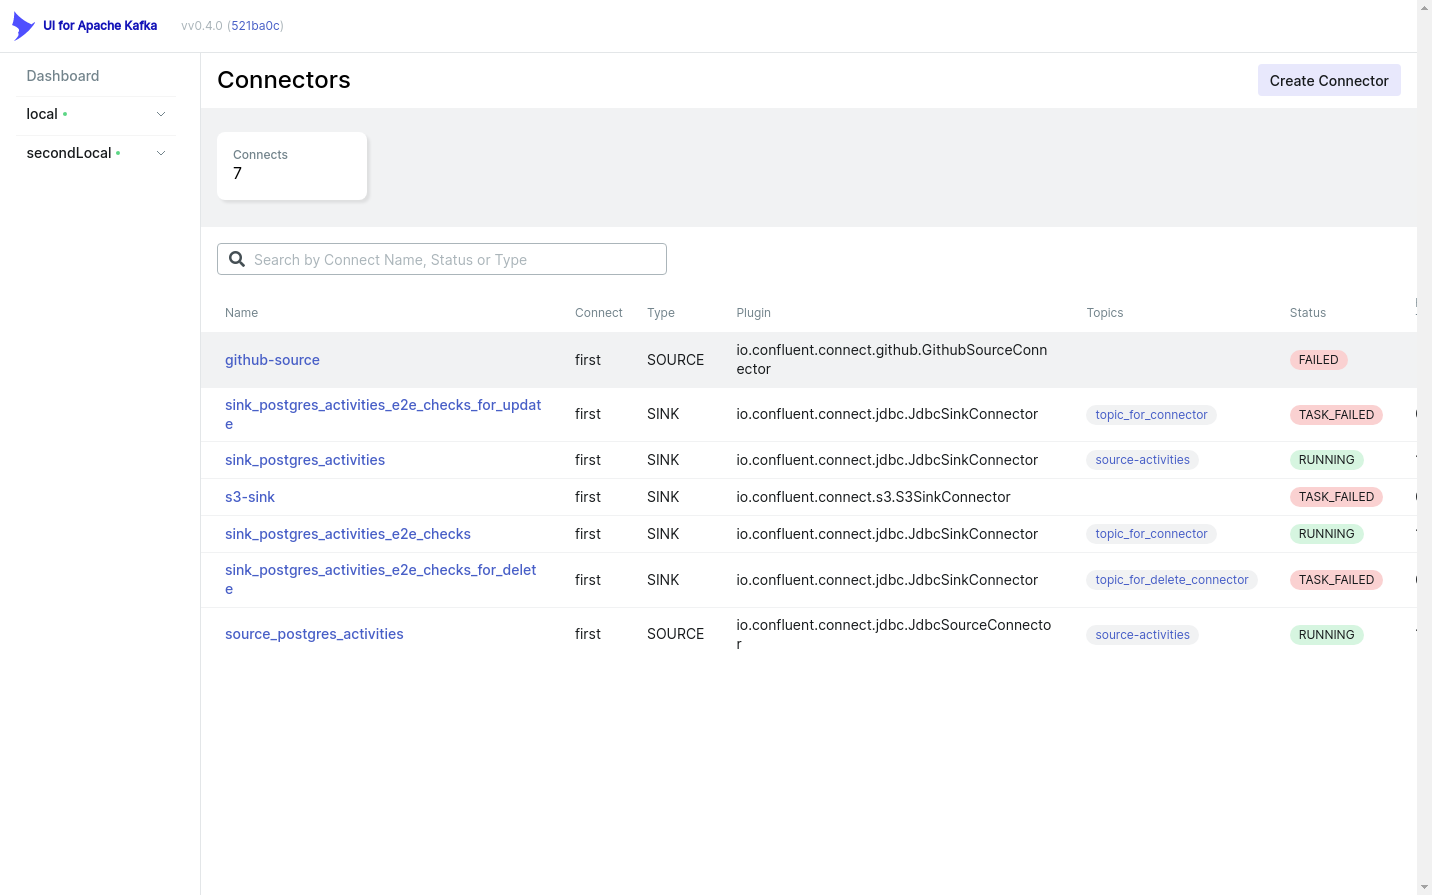 UI for Apache Kafka vv0.4.0 (521ba0c)
Dashboard
local
secondLocal
Connectors
Create Connector
Connects
7
Search by Connect Name, Status or Type
Name Connect Type Plugin Topics Status
github-source first SOURCE io.confluent.connect.github.GithubSourceConn
ector FAILED
sink_postgres_activities_e2e_checks_for_updat
e first SINK io.confluent.connect.jdbc.JdbcSinkConnector topic_for_connector TASK_FAILED
sink_postgres_activities first SINK io.confluent.connect.jdbc.JdbcSinkConnector source-activities RUNNING
s3-sink first SINK io.confluent.connect.s3.S3SinkConnector TASK_FAILED
sink_postgres_activities_e2e_checks first SINK io.confluent.connect.jdbc.JdbcSinkConnector topic_for_connector RUNNING
sink_postgres_activities_e2e_checks_for_delet
e first SINK io.confluent.connect.jdbc.JdbcSinkConnector topic_for_delete_connector TASK_FAILED
source_postgres_activities first SOURCE io.confluent.connect.jdbc.JdbcSourceConnecto
r source-activities RUNNING